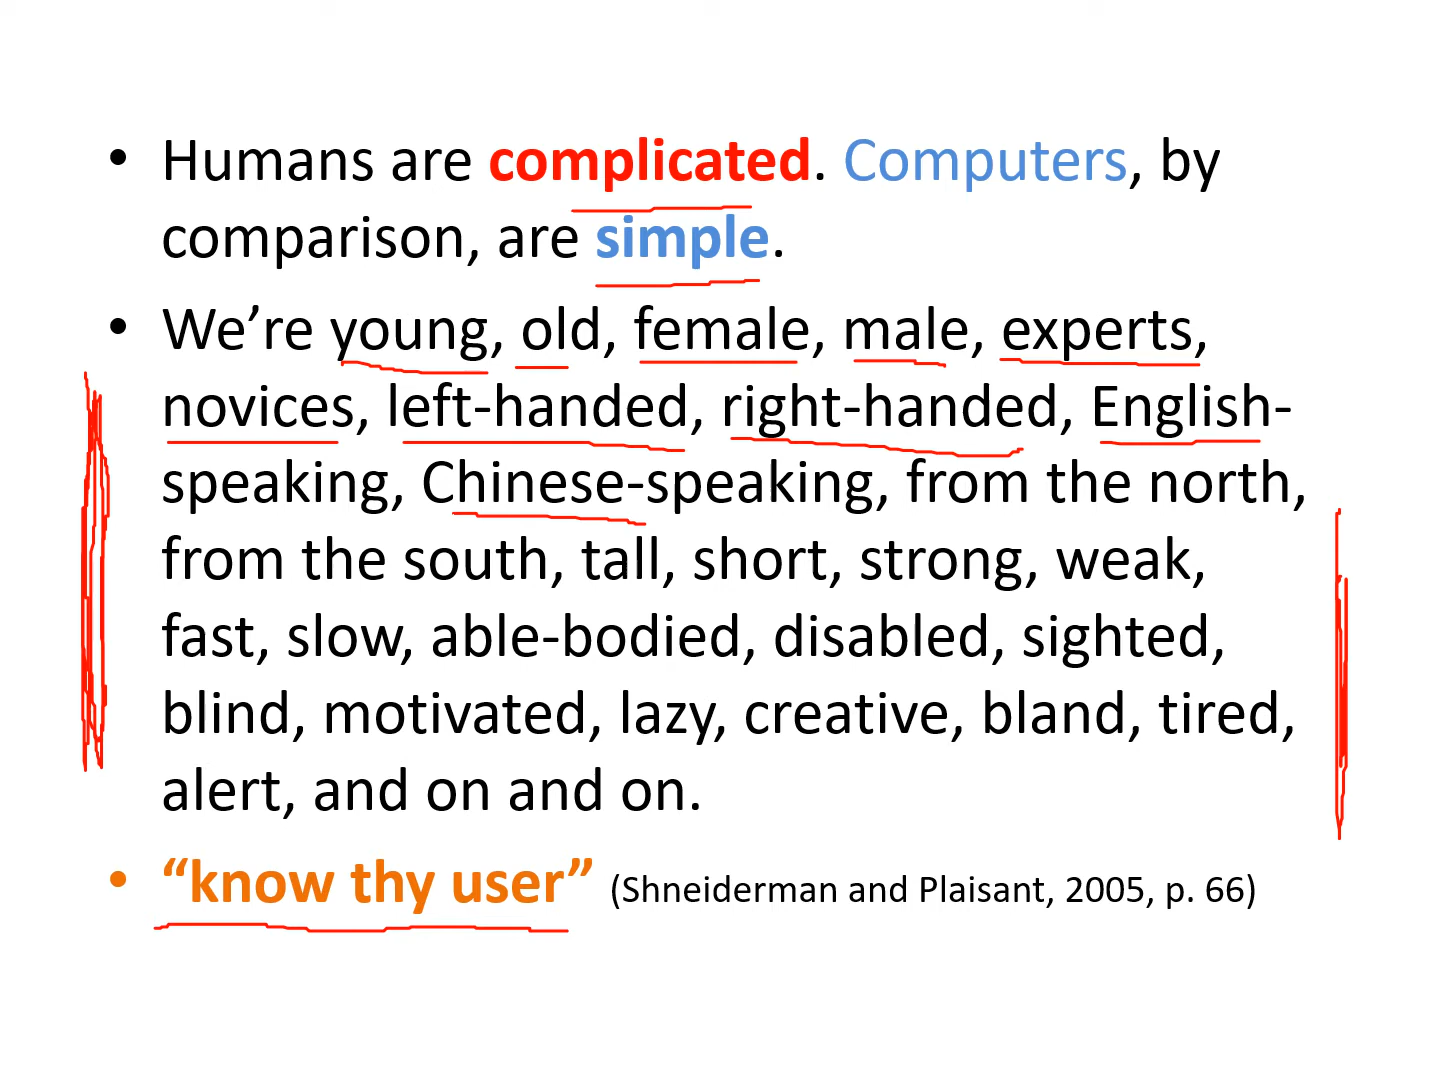 • Humans are complicated. Computers, by
comparison, are simple.
• We’re young, old, female, male, experts,
novices, left-handed, right-handed, English-
speaking, Chinese-speaking, from the north,
from the south, tall, short, strong, weak,
fast, slow, able-bodied, disabled, sighted,
blind, motivated, lazy, creative, bland, tired,
alert, and on and on.
• “know thy user” (Shneiderman and Plaisant, 2005, p. 66)